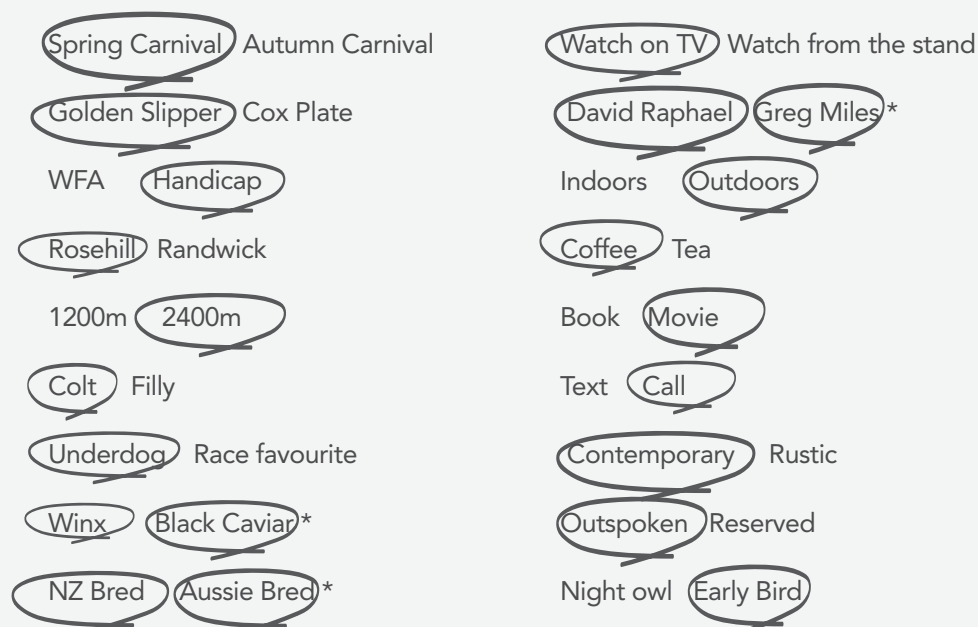 Spring Carnival Autumn Carnival
Golden Slipper Cox Plate
WFA Handicap
Rosehill Randwick
1200m 2400m
Colt Filly
Underdog Race favourite
Winx Black Caviar *
NZ Bred Aussie Bred *
Watch on TV Watch from the stand
David Raphael Greg Miles *
Indoors Outdoors
Coffee Tea
Book Movie
Text Call
Contemporary Rustic
Outspoken Reserved
Night owl Early Bird